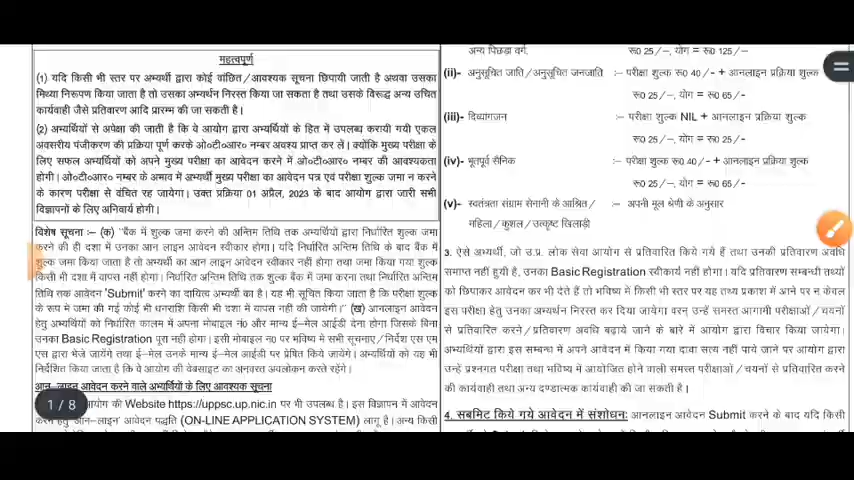 महत्वपूर्ण
(1) यदि किसी भी स्तर पर अभ्यर्थी द्वारा कोई वांछित/आवश्यक सूचना छिपायी जाती है अथवा उसका
मिथ्या निरूपण किया जाता है तो उसका अभ्यर्थन निरस्त किया जा सकता है तथा उसके विरूद्ध अन्य उचित
कार्यवाही जैसे प्रतिवारण आदि प्रारम्भ की जा सकती है।
(2) अभ्यर्थियों से अपेक्षा की जाती है कि वे आयोग द्वारा अभ्यर्थियों के हित में उपलब्ध करायी गयी एकल
अवसरीय पंजीकरण की प्रक्रिया पूर्ण करके ओ०टी०आर० नम्बर अवश्य प्राप्त कर लें। क्योंकि मुख्य परीक्षा के
लिए सफल अभ्यर्थियों को अपने मुख्य परीक्षा का आवेदन करने में ओ०टी०आर० नम्बर की आवश्यकता
होगी। ओ०टी०आर० नम्बर के अभाव में अभ्यर्थी मुख्य परीक्षा का आवेदन पत्र एवं परीक्षा शुल्क जमा न करने
के कारण परीक्षा से वंचित रह जायेगा। उक्त प्रक्रिया 01 अप्रैल, 2023 के बाद आयोग द्वारा जारी सभी
विज्ञापनों के लिए अनिवार्य होगी।
विशेष सूचना :– (क) "बैंक में शुल्क जमा करने की अन्तिम तिथि तक अभ्यर्थियों द्वारा निर्धारित शुल्क जमा
करने की ही दशा में उनका आन लाइन आवेदन स्वीकार होगा। यदि निर्धारित अन्तिम तिथि के बाद बैंक में
शुल्क जमा किया जाता है तो अभ्यर्थी का आन लाइन आवेदन स्वीकार नहीं होगा तथा जमा किया गया शुल्क
किसी भी दशा में वापस नहीं होगा। निर्धारित अन्तिम तिथि तक शुल्क बैंक में जमा करना तथा निर्धारित अन्तिम
तिथि तक आवेदन 'Submit' करने का दायित्व अभ्यर्थी का है। यह भी सूचित किया जाता है कि परीक्षा शुल्क
के रूप मे जमा की गई कोई भी धनराशि किसी भी दशा में वापस नहीं की जायेगी।" (ख) आनलाइन आवेदन
हेतु अभ्यर्थियों को निर्धारित कालम में अपना मोबाइल नं0 और मान्य ई–मेल आईडी देना होगा जिसके बिना
उनका Basic Registration पूरा नहीं होगा। इसी मोबाइल न0 पर भविष्य मे सभी सूचनाए/निर्देश एस एम
एस द्वारा भेजे जायेंगे तथा ई–मेल उनके मान्य ई–मेल आईडी पर प्रेषित किये जायेगे। अभ्यर्थियों को यह भी
निर्देशित किया जाता है कि वे आयोग की वेबसाइट का अनवरत अवलोकन करते रहेंगे।
आन–लाइन आवेदन करने वाले अभ्यर्थियों के लिए आवश्यक सूचना
आयोग की Website https://uppsc.up.nic.in पर भी उपलब्ध है। इस विज्ञापन में आवेदन
करने हेतु 'आन–लाइन' आवेदन पद्धति (ON-LINE APPLICATION SYSTEM) लागू है। अन्य किसी
1 / 8
अन्य पिछड़ा वर्ग. रू0 25/–, योग = रू0 125/–
(ii)- अनुसूचित जाति/अनुसूचित जनजाति :– परीक्षा शुल्क रू0 40/- + आनलाइन प्रक्रिया शुल्क
रू0 25/–, योग = रू0 65/-
(iii)- दिव्यांगजन :– परीक्षा शुल्क NIL + आनलाइन प्रक्रिया शुल्क
रू0 25/–, योग = रू0 25/-
(iv)- भूतपूर्व सैनिक :– परीक्षा शुल्क रू0 40/- + आनलाइन प्रक्रिया शुल्क
रू0 25/–, योग = रू0 65/-
(v)- स्वतंत्रता संग्राम सेनानी के आश्रित/ :– अपनी मूल श्रेणी के अनुसार
महिला/कुशल/उत्कृष्ट खिलाड़ी
3. ऐसे अभ्यर्थी, जो उ.प्र. लोक सेवा आयोग से प्रतिवारित किये गये हैं तथा उनकी प्रतिवारण अवधि
समाप्त नहीं हुयी है, उनका Basic Registration स्वीकार्य नहीं होगा। यदि प्रतिवारण सम्बन्धी तथ्यों
को छिपाकर आवेदन कर भी देते हैं तो भविष्य में किसी भी स्तर पर यह तथ्य प्रकाश में आने पर न केवल
इस परीक्षा हेतु उनका अभ्यर्थन निरस्त कर दिया जायेगा वरन् उन्हें समस्त आगामी परीक्षाओं/चयनों
से प्रतिवारित करने/प्रतिवारण अवधि बढ़ाये जाने के बारे में आयोग द्वारा विचार किया जायेगा।
अभ्यर्थियों द्वारा इस सम्बन्ध में अपने आवेदन में किया गया दावा सत्य नहीं पाये जाने पर आयोग द्वारा
उन्हें प्रश्नगत परीक्षा तथा भविष्य में आयोजित होने वाली समस्त परीक्षाओं/चयनों से प्रतिवारित करने
की कार्यवाही तथा अन्य दण्डात्मक कार्यवाही की जा सकती है।
4. सबमिट किये गये आवेदन में संशोधन: आनलाइन आवेदन Submit करने के बाद यदि किसी